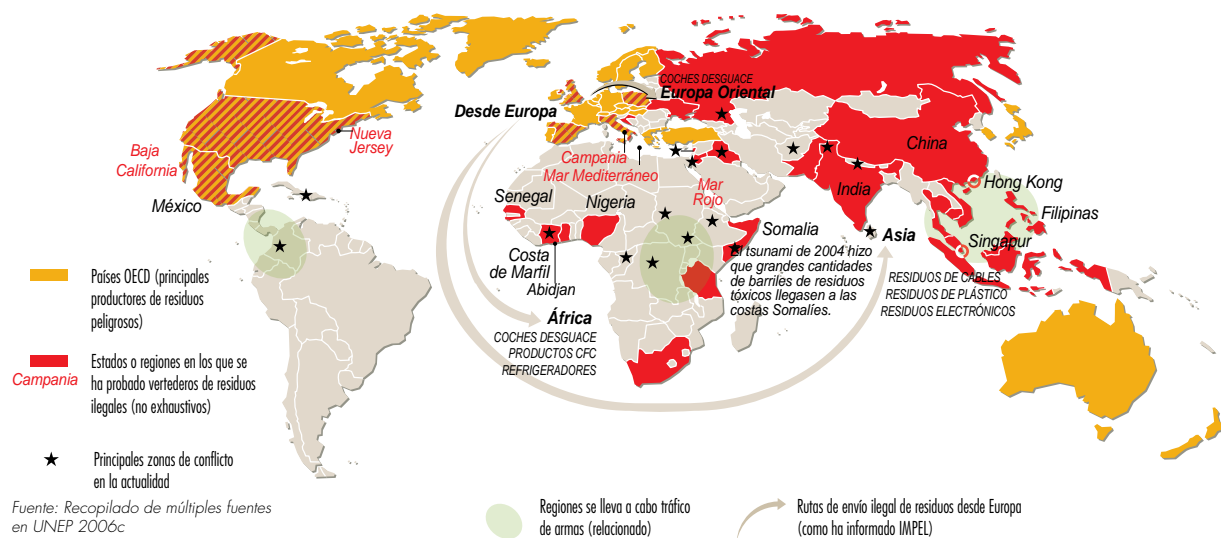 COCHES DESGUACE
Europa Oriental
Desde Europa
Nueva
Jersey
Baja
California
México
Campania
Mar Mediterráneo
Mar
Rojo
China
India
Hong Kong
Filipinas
Singapur
Senegal
Nigeria
Costa
de Marfil
Abidjan
Somalia
El tsunami de 2004 hizo
que grandes cantidades
de barriles de residuos
tóxicos llegasen a las
costas Somalíes.
Asia
RESIDUOS DE CABLES
RESIDUOS DE PLÁSTICO
RESIDUOS ELECTRÓNICOS
África
COCHES DESGUACE
PRODUCTOS CFC
REFRIGERADORES
Países OECD (principales
productores de residuos
peligrosos)
Campania
Estados o regiones en los que se
ha probado vertederos de residuos
ilegales (no exhaustivos)
Principales zonas de conflicto
en la actualidad
Fuente: Recopilado de múltiples fuentes
en UNEP 2006c
Regiones se lleva a cabo tráfico
de armas (relacionado)
Rutas de envío ilegal de residuos desde Europa
(como ha informado IMPEL)